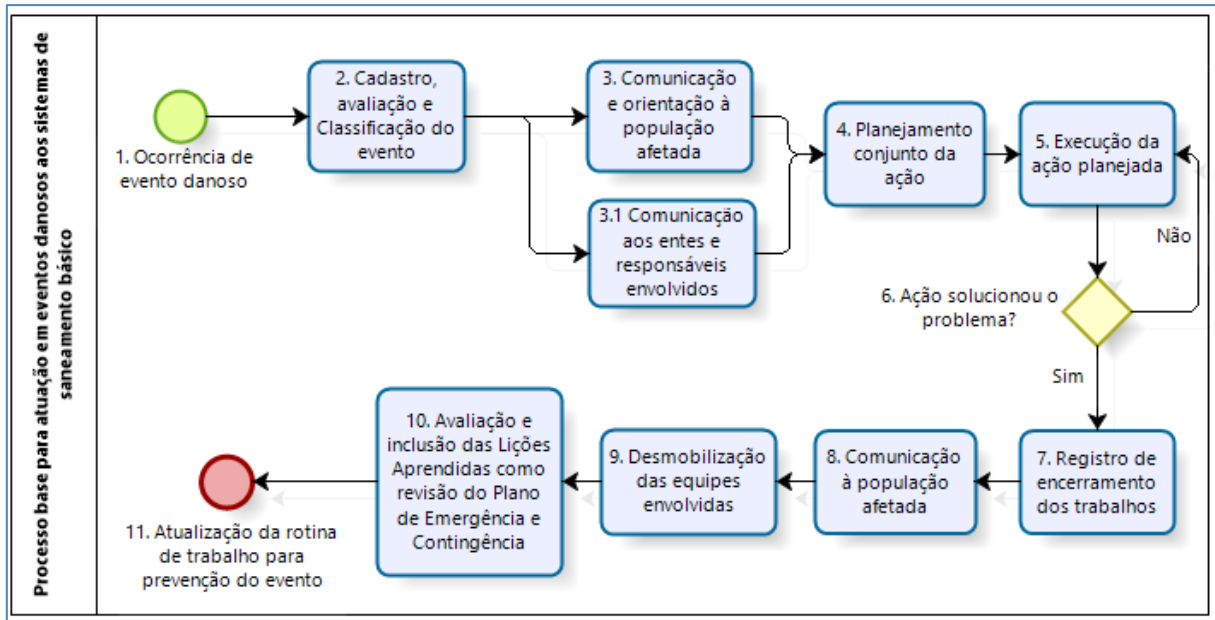 Processo base para atuação em eventos danosos aos sistemas de
saneamento básico
1. Ocorrência de
evento danoso
2. Cadastro,
avaliação e
Classificação do
evento
3. Comunicação
e orientação à
população
afetada
3.1 Comunicação
aos entes e
responsáveis
envolvidos
4. Planejamento
conjunto da
ação
5. Execução da
ação planejada
Não
6. Ação solucionou o
problema?
Sim
7. Registro de
encerramento
dos trabalhos
8. Comunicação
à população
afetada
9. Desmobilização
das equipes
envolvidas
10. Avaliação e
inclusão das Lições
Aprendidas como
revisão do Plano
de Emergência e
Contingência
11. Atualização da rotina
de trabalho para
prevenção do evento